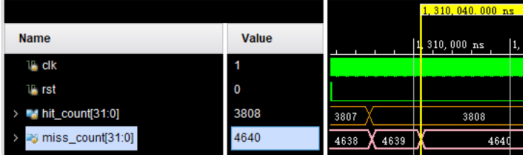 1,310,040.000 ns
Name Value
1,310,000 ns 1,
clk 1
rst 0
hit_count[31:0] 3808 3807 3808
miss_count[31:0] 4640 4638 4639 4640